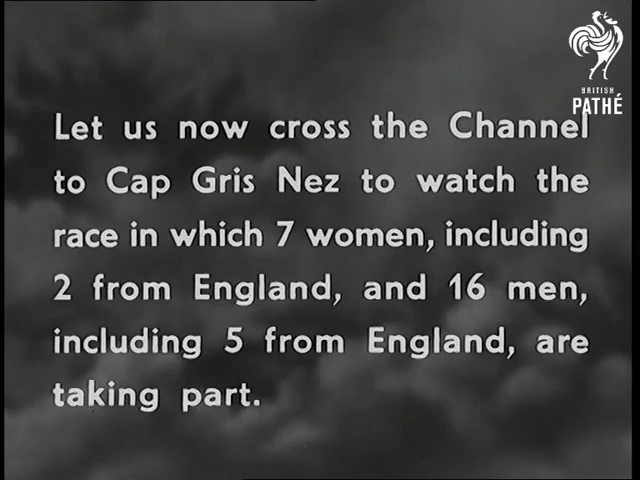 BRITISH
PATHÉ
Let us now cross the Channel
to Cap Gris Nez to watch the
race in which 7 women, including
2 from England, and 16 men,
including 5 from England, are
taking part.